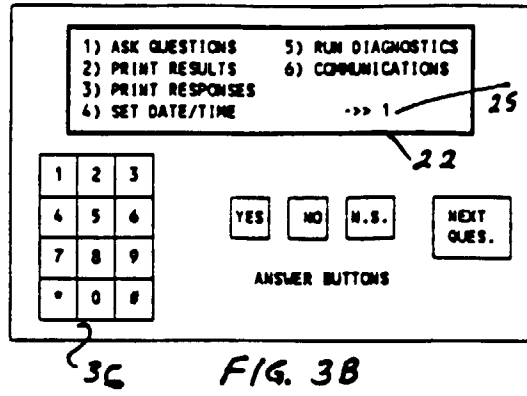 1) ASK QUESTIONS 5) RUN DIAGNOSTICS
2) PRINT RESULTS 6) COMMUNICATIONS
3) PRINT RESPONSES
4) SET DATE/TIME ->> 1 25
22
1 2 3
4 5 6
7 8 9
* 0 #
YES NO N.S. NEXT QUES.
ANSWER BUTTONS
36 FIG. 3B